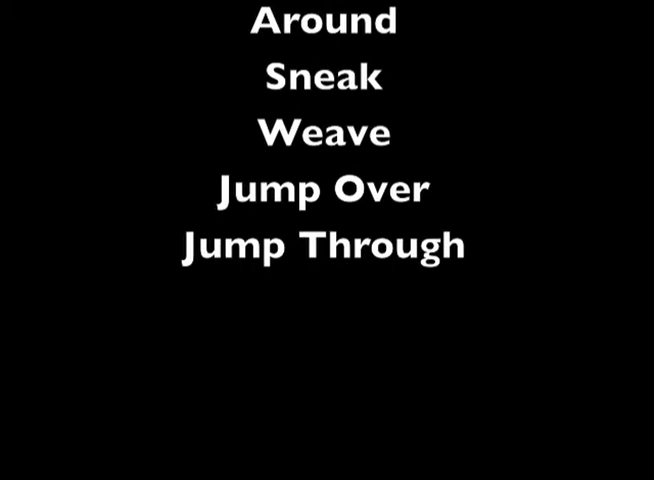 Around
Sneak
Weave
Jump Over
Jump Through